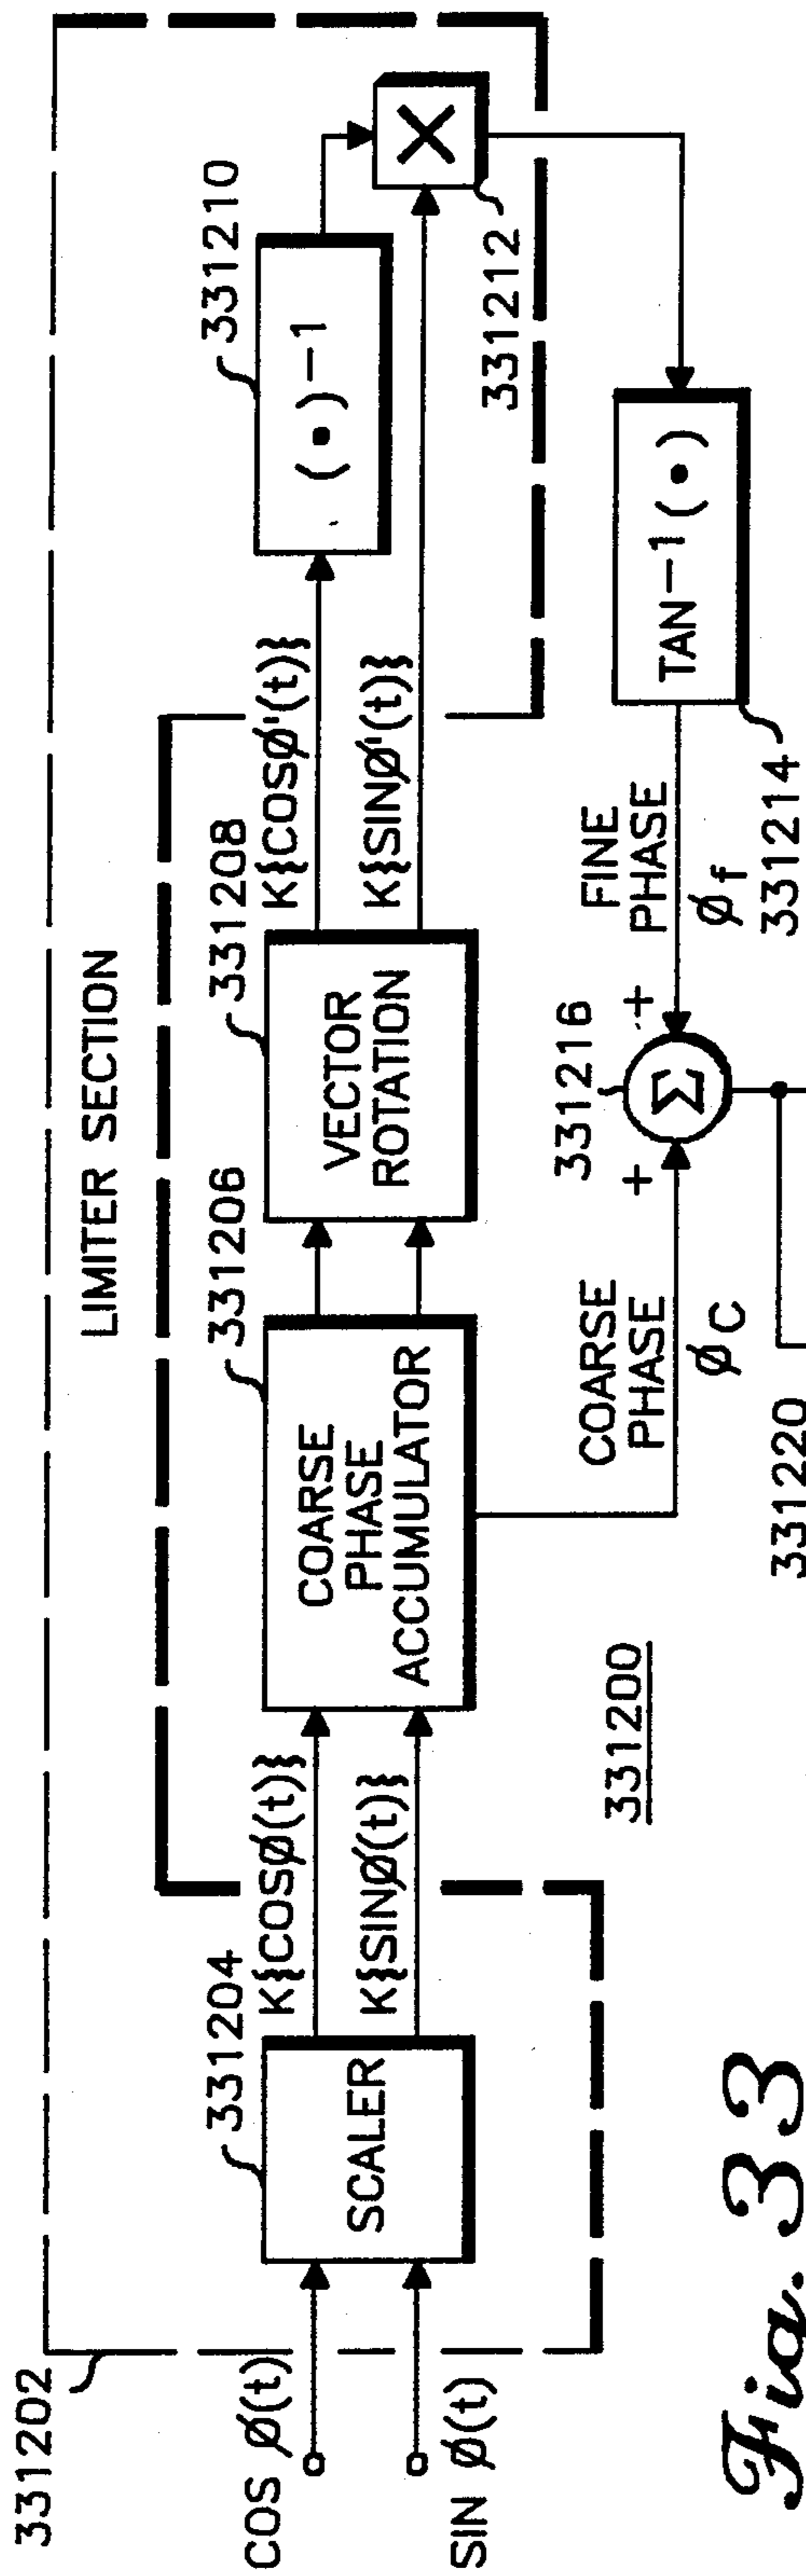 331202
LIMITER SECTION
COS Ø(t)
SIN Ø(t)
331204
SCALER
K{COSØ(t)}
K{SINØ(t)}
331206
COARSE
PHASE
ACCUMULATOR
331208
VECTOR
ROTATION
K{COSØ'(t)}
K{SINØ'(t)}
331210
(•)−1
X
331212
331200
COARSE
PHASE
ØC
331216
+
+
Σ
FINE
PHASE
Øf
TAN−1(•)
331214
331220
Fig. 33